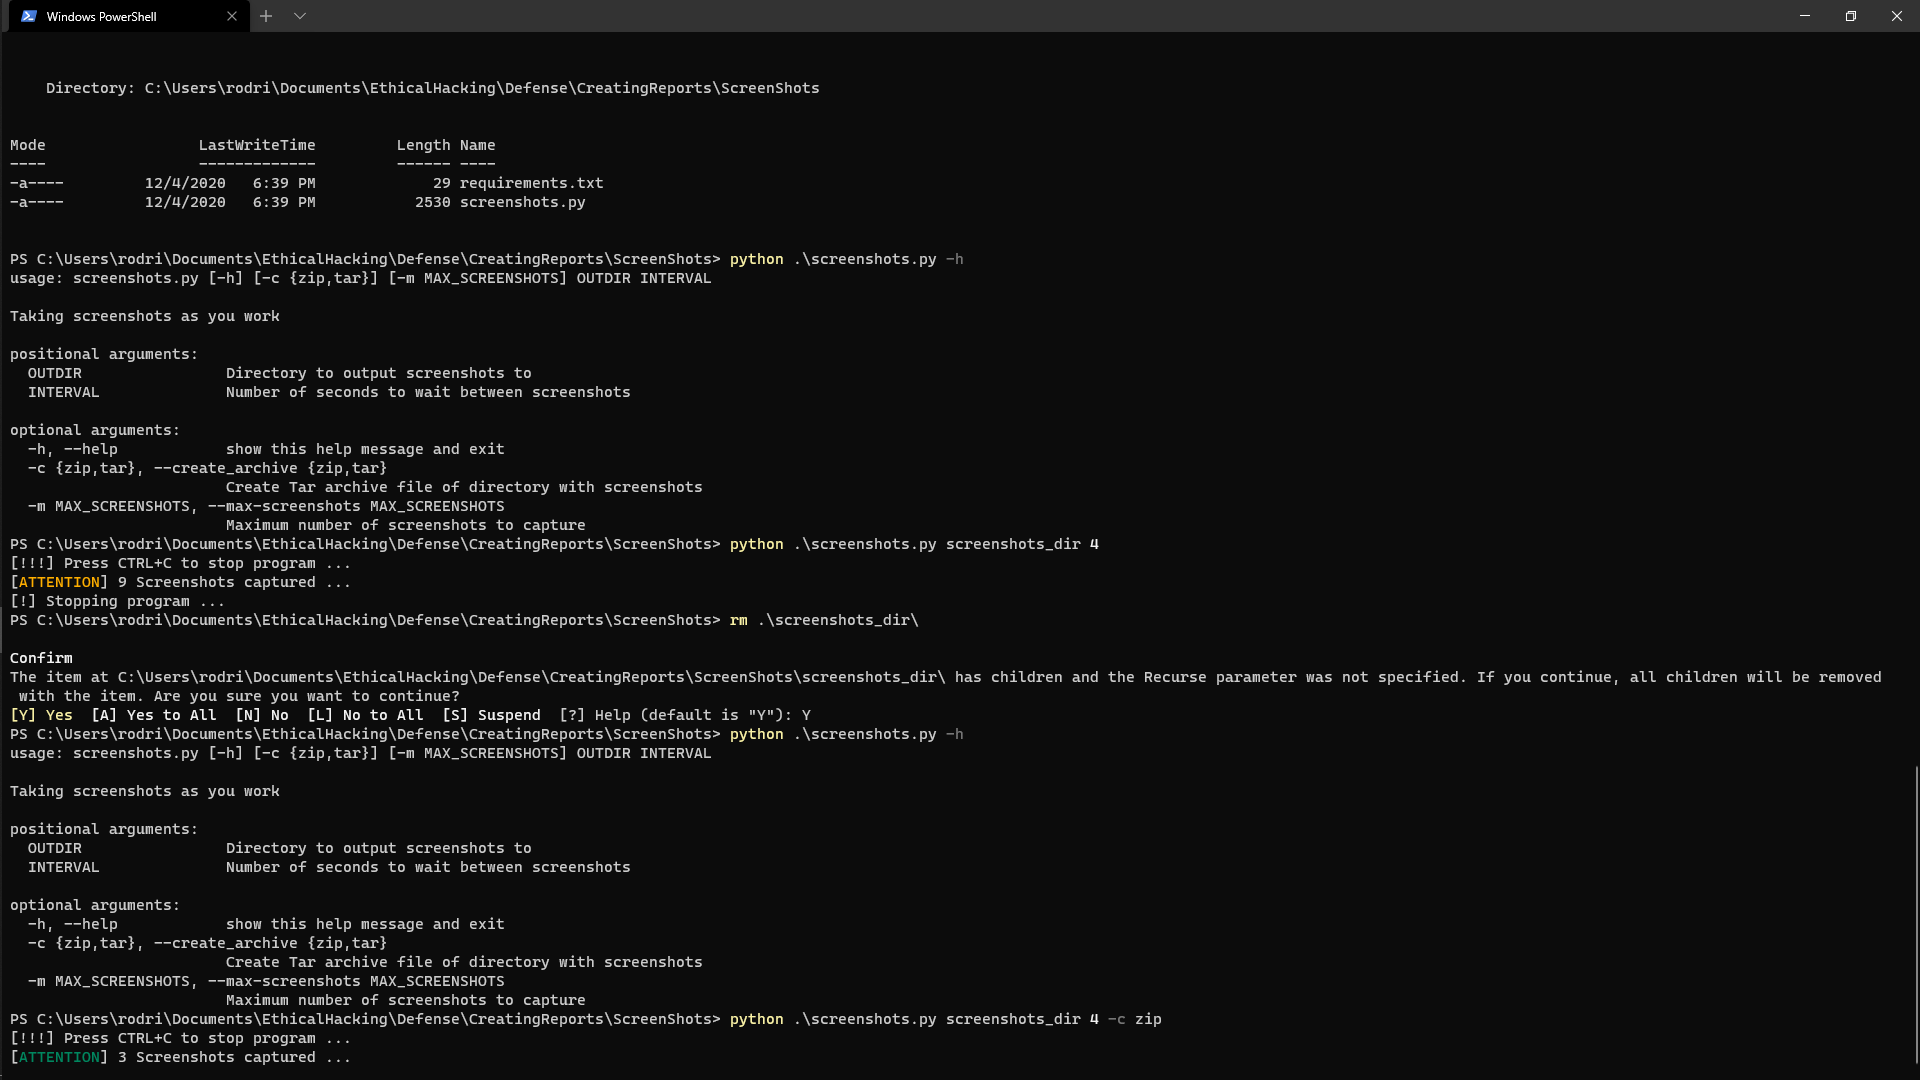 Windows PowerShell
Directory: C:\Users\rodri\Documents\EthicalHacking\Defense\CreatingReports\ScreenShots
Mode                 LastWriteTime         Length Name
----                 -------------         ------ ----
-a----         12/4/2020   6:39 PM             29 requirements.txt
-a----         12/4/2020   6:39 PM           2530 screenshots.py
PS C:\Users\rodri\Documents\EthicalHacking\Defense\CreatingReports\ScreenShots> python .\screenshots.py -h
usage: screenshots.py [-h] [-c {zip,tar}] [-m MAX_SCREENSHOTS] OUTDIR INTERVAL
Taking screenshots as you work
positional arguments:
  OUTDIR                Directory to output screenshots to
  INTERVAL              Number of seconds to wait between screenshots
optional arguments:
  -h, --help            show this help message and exit
  -c {zip,tar}, --create_archive {zip,tar}
                        Create Tar archive file of directory with screenshots
  -m MAX_SCREENSHOTS, --max-screenshots MAX_SCREENSHOTS
                        Maximum number of screenshots to capture
PS C:\Users\rodri\Documents\EthicalHacking\Defense\CreatingReports\ScreenShots> python .\screenshots.py screenshots_dir 4
[!!!] Press CTRL+C to stop program ...
[ATTENTION] 9 Screenshots captured ...
[!] Stopping program ...
PS C:\Users\rodri\Documents\EthicalHacking\Defense\CreatingReports\ScreenShots> rm .\screenshots_dir\
Confirm
The item at C:\Users\rodri\Documents\EthicalHacking\Defense\CreatingReports\ScreenShots\screenshots_dir\ has children and the Recurse parameter was not specified. If you continue, all children will be removed
 with the item. Are you sure you want to continue?
[Y] Yes  [A] Yes to All  [N] No  [L] No to All  [S] Suspend  [?] Help (default is "Y"): Y
PS C:\Users\rodri\Documents\EthicalHacking\Defense\CreatingReports\ScreenShots> python .\screenshots.py -h
usage: screenshots.py [-h] [-c {zip,tar}] [-m MAX_SCREENSHOTS] OUTDIR INTERVAL
Taking screenshots as you work
positional arguments:
  OUTDIR                Directory to output screenshots to
  INTERVAL              Number of seconds to wait between screenshots
optional arguments:
  -h, --help            show this help message and exit
  -c {zip,tar}, --create_archive {zip,tar}
                        Create Tar archive file of directory with screenshots
  -m MAX_SCREENSHOTS, --max-screenshots MAX_SCREENSHOTS
                        Maximum number of screenshots to capture
PS C:\Users\rodri\Documents\EthicalHacking\Defense\CreatingReports\ScreenShots> python .\screenshots.py screenshots_dir 4 -c zip
[!!!] Press CTRL+C to stop program ...
[ATTENTION] 3 Screenshots captured ...